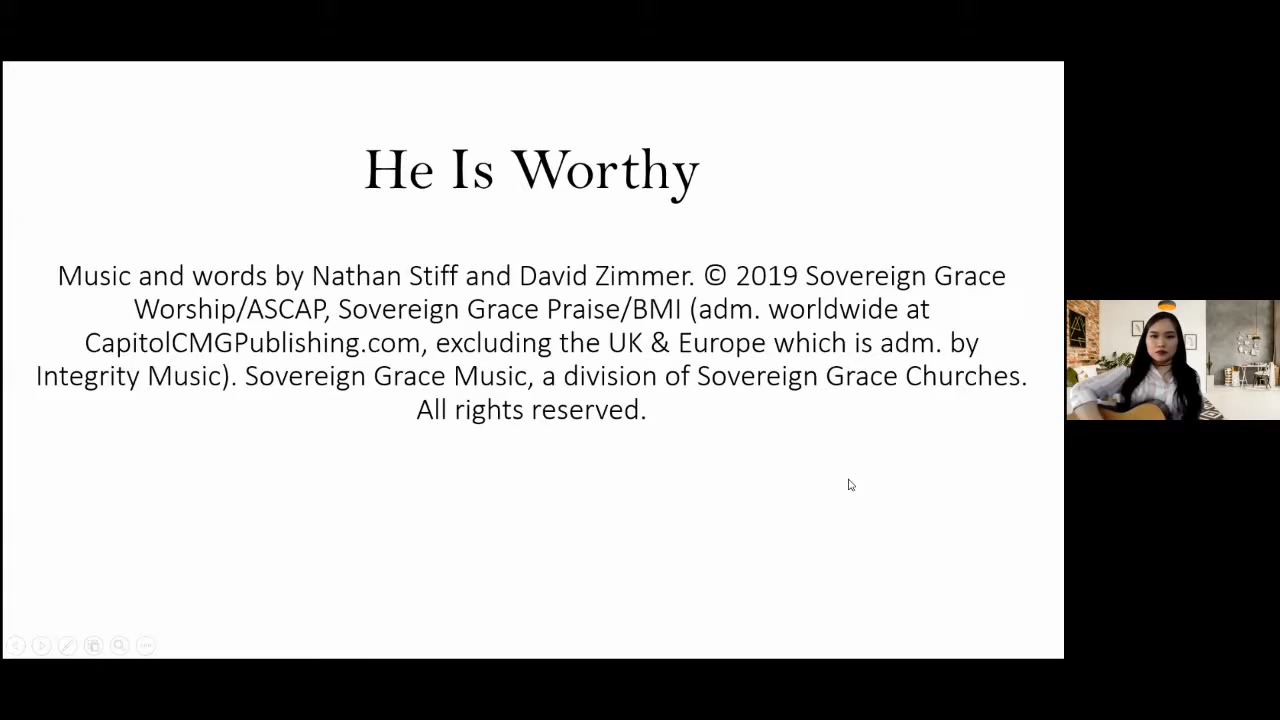 He Is Worthy
Music and words by Nathan Stiff and David Zimmer. © 2019 Sovereign Grace
Worship/ASCAP, Sovereign Grace Praise/BMI (adm. worldwide at
CapitolCMGPublishing.com, excluding the UK & Europe which is adm. by
Integrity Music). Sovereign Grace Music, a division of Sovereign Grace Churches.
All rights reserved.